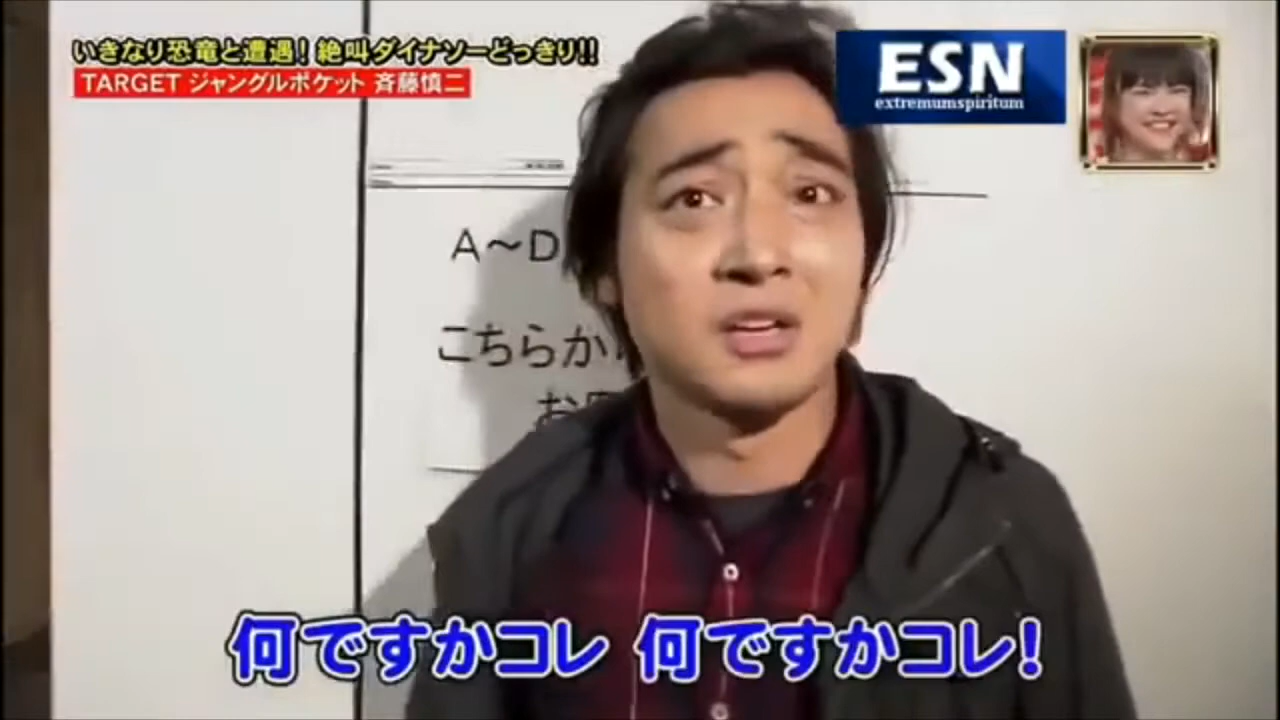 いきなり恐竜と遭遇！絶叫ダイナソーどっきり!!
TARGET ジャングルポケット 斉藤慎二
ESN
extremumspiritum
A～D
こちらか
お
何ですかコレ 何ですかコレ！